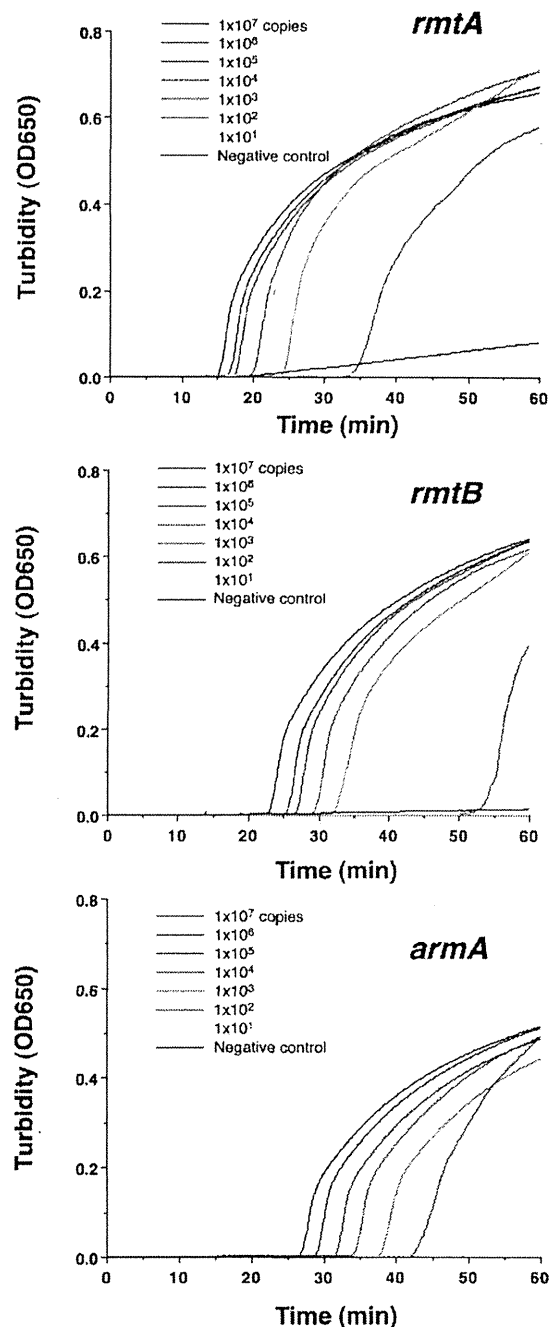 rmtA
1x10⁷ copies
1x10⁶
1x10⁵
1x10⁴
1x10³
1x10²
1x10¹
Negative control
Turbidity (OD650)
0.8
0.6
0.4
0.2
0.0
0 10 20 30 40 50 60
Time (min)
rmtB
1x10⁷ copies
1x10⁶
1x10⁵
1x10⁴
1x10³
1x10²
1x10¹
Negative control
Turbidity (OD650)
0.8
0.6
0.4
0.2
0.0
0 10 20 30 40 50 60
Time (min)
armA
1x10⁷ copies
1x10⁶
1x10⁵
1x10⁴
1x10³
1x10²
1x10¹
Negative control
Turbidity (OD650)
0.8
0.6
0.4
0.2
0.0
0 10 20 30 40 50 60
Time (min)